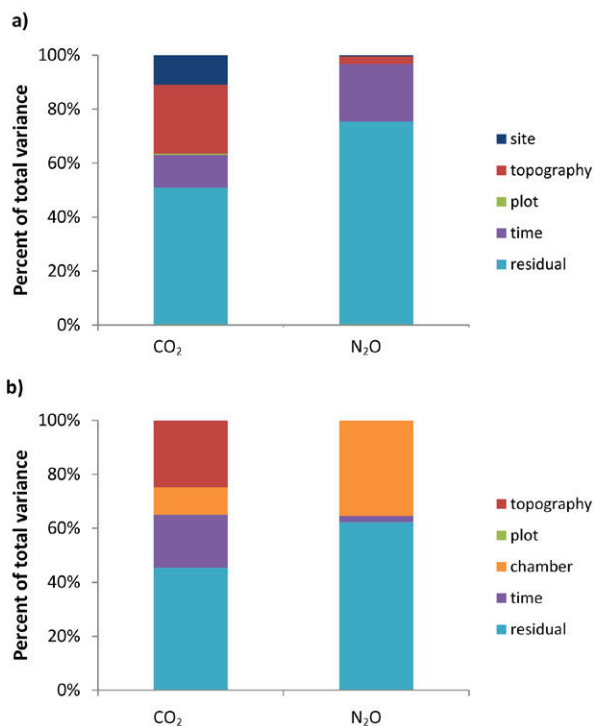 a)
Percent of total variance
100%
80%
60%
40%
20%
0%
CO₂
N₂O
site
topography
plot
time
residual
b)
Percent of total variance
100%
80%
60%
40%
20%
0%
CO₂
N₂O
topography
plot
chamber
time
residual